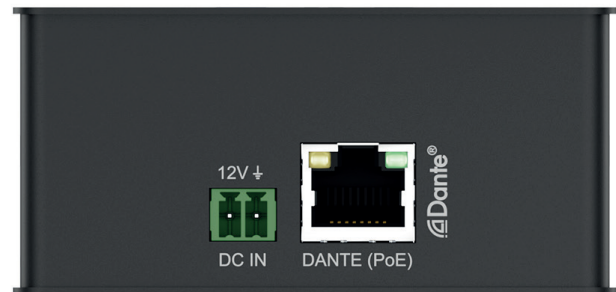 12V ⏚
DC IN
DANTE (PoE)
Dante®